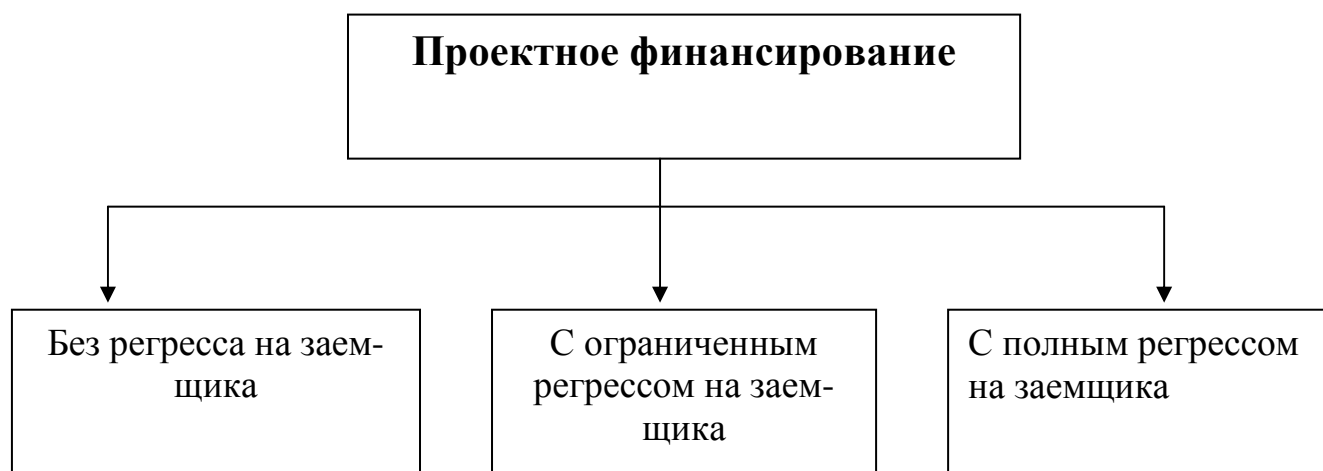 Проектное финансирование
Без регресса на заем-
щика
С ограниченным
регрессом на заем-
щика
С полным регрессом
на заемщика